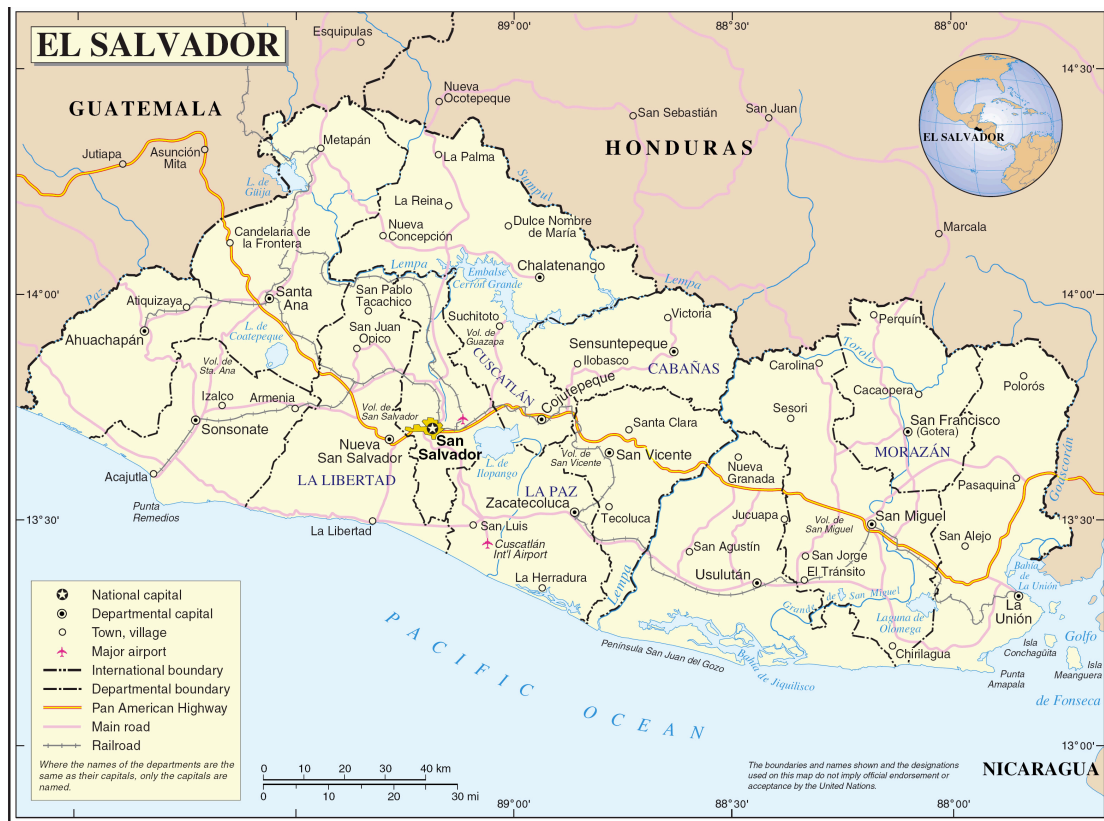 EL SALVADOR
89°00'
88°30'
88°00'
14°30'
14°30'
Esquipulas
Nueva
Ocotepeque
San Sebastián
San Juan
GUATEMALA
HONDURAS
EL SALVADOR
Jutiapa
Asunción
Mita
Metapán
La Palma
L. de
Güija
Sumpul
La Reina
Dulce Nombre
de María
Nueva
Concepción
Candelaria de
la Frontera
Marcala
Lempa
Embalse
Cerrón Grande
Chalatenango
Lempa
Paz
14°00'
14°00'
Atiquizaya
Santa
Ana
San Pablo
Tacachico
Suchitoto
Vol. de
Guazapa
Victoria
Perquín
Ahuachapán
L. de
Coatepeque
San Juan
Opico
Sensuntepeque
Ilobasco
CABAÑAS
CUSCATLÁN
Torola
Carolina
Vol. de
Sta. Ana
Cacaopera
Polorós
Izalco
Armenia
Vol. de
San Salvador
Cojutepeque
Sesori
San Francisco
(Gotera)
Sonsonate
Santa Clara
Nueva
San Salvador
San
Salvador
MORAZÁN
Goascorán
L. de
Ilopango
Vol. de
San Vicente
San Vicente
Nueva
Granada
Acajutla
LA LIBERTAD
LA PAZ
Pasaquina
Punta
Remedios
Zacatecoluca
Tecoluca
Jucuapa
Vol. de
San Miguel
San Miguel
13°30'
13°30'
La Libertad
San Luis
Cuscatlán
Int'l Airport
San Agustín
San Jorge
El Tránsito
San Alejo
Bahía
de
La Unión
La Herradura
Lempa
Usulután
Grande de San Miguel
La
Unión
Laguna de
Olomega
Isla
Conchagüita
Golfo
Península San Juan del Gozo
Bahía de Jiquilisco
Chirilagua
Punta
Amapala
Isla
Meanguera
de Fonseca
PACIFIC OCEAN
National capital
Departmental capital
Town, village
Major airport
International boundary
Departmental boundary
Pan American Highway
Main road
Railroad
Where the names of the departments are the
same as their capitals, only the capitals are
named.
0 10 20 30 40 km
0 10 20 30 mi
13°00'
The boundaries and names shown and the designations
used on this map do not imply official endorsement or
acceptance by the United Nations.
NICARAGUA
89°00'
88°30'
88°00'